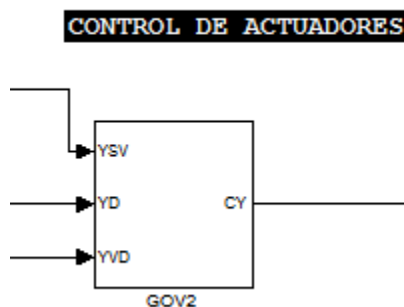 CONTROL DE ACTUADORES
YSV
YD CY
YVD
GOV2